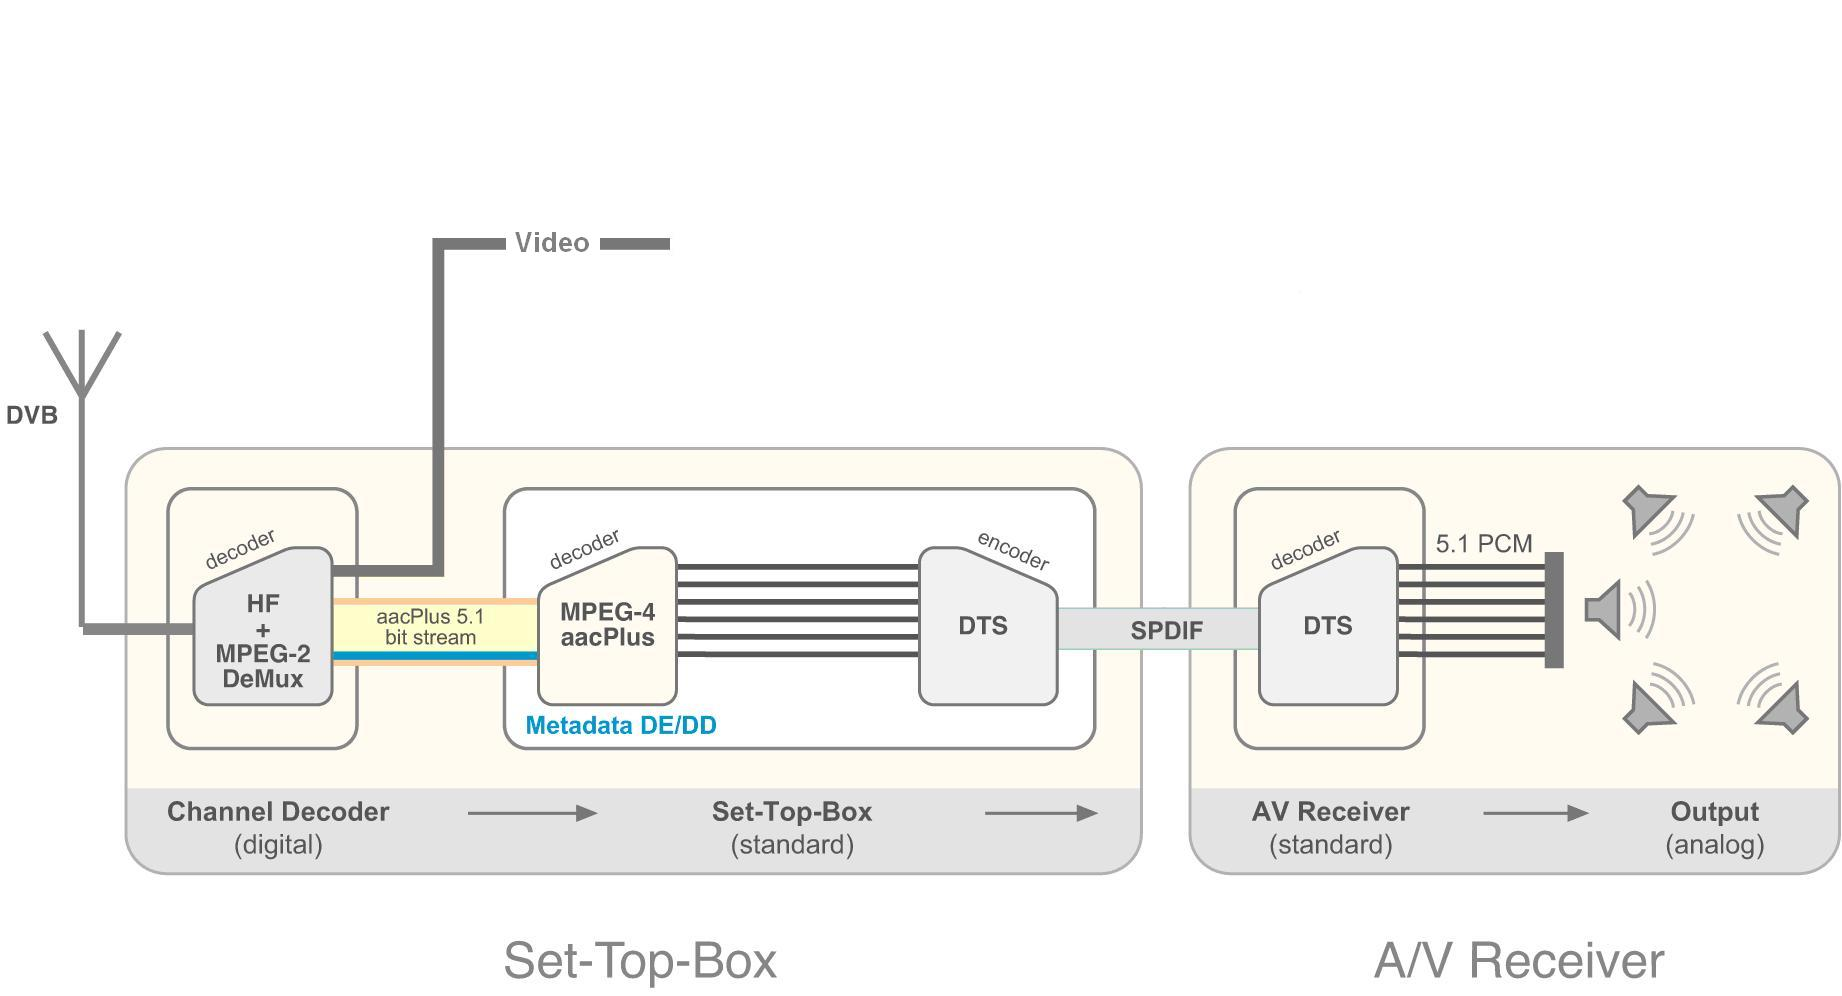 Video
DVB
decoder
HF
+
MPEG-2
DeMux
aacPlus 5.1
bit stream
decoder
MPEG-4
aacPlus
Metadata DE/DD
encoder
DTS
SPDIF
decoder
DTS
5.1 PCM
Channel Decoder
(digital)
Set-Top-Box
(standard)
AV Receiver
(standard)
Output
(analog)
Set-Top-Box
A/V Receiver